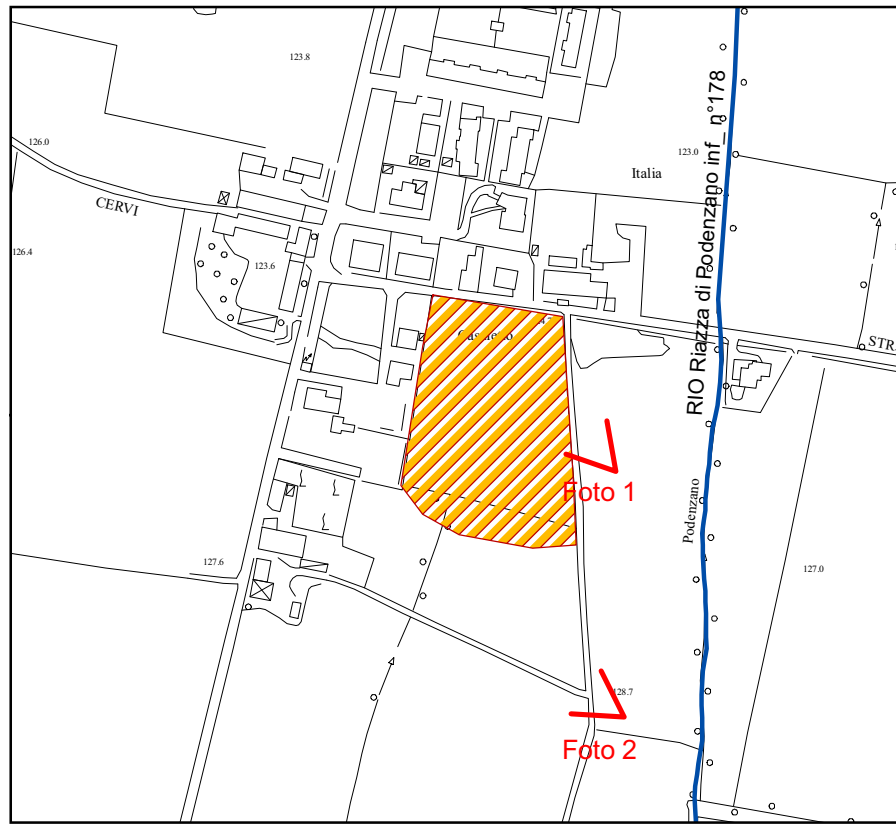 123.8
126.0
CERVI
123.0
Italia
RIO Riazza di Podenzano inf_ n°178
126.4
123.6
STR
Foto 1
Podenzano
127.6
127.0
128.7
Foto 2